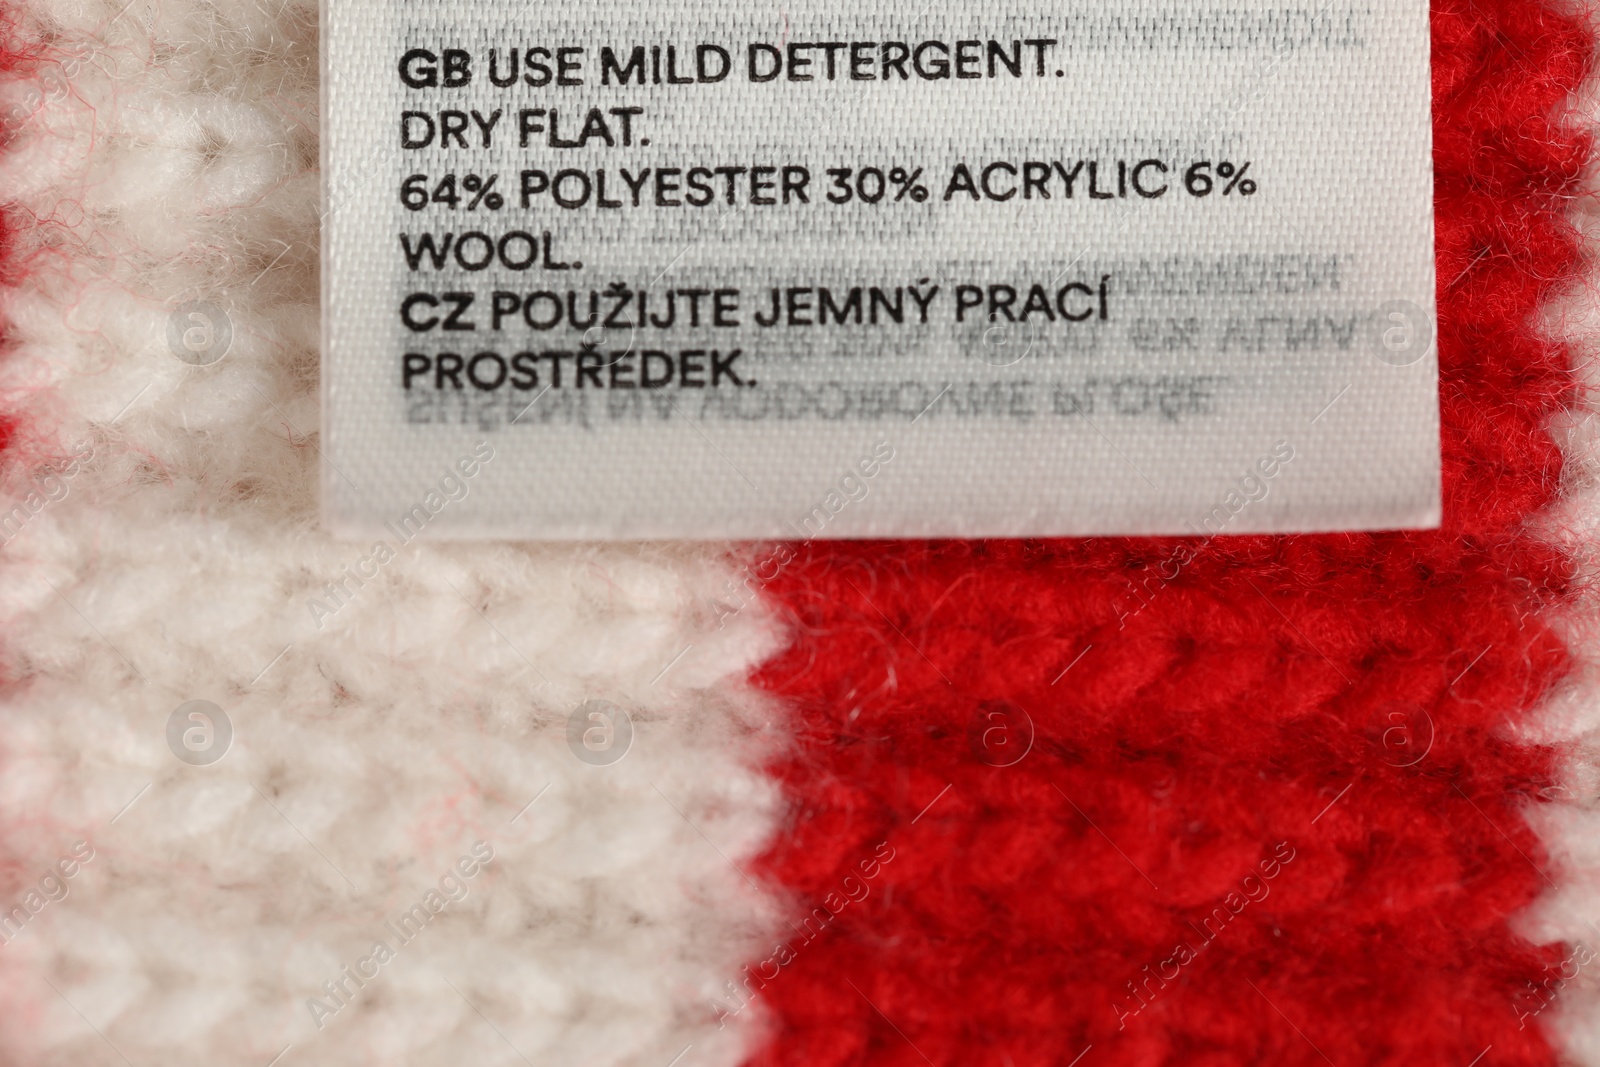 GB USE MILD DETERGENT.
DRY FLAT.
64% POLYESTER 30% ACRYLIC 6%
WOOL.
CZ POUŽIJTE JEMNÝ PRACÍ
PROSTŘEDEK.